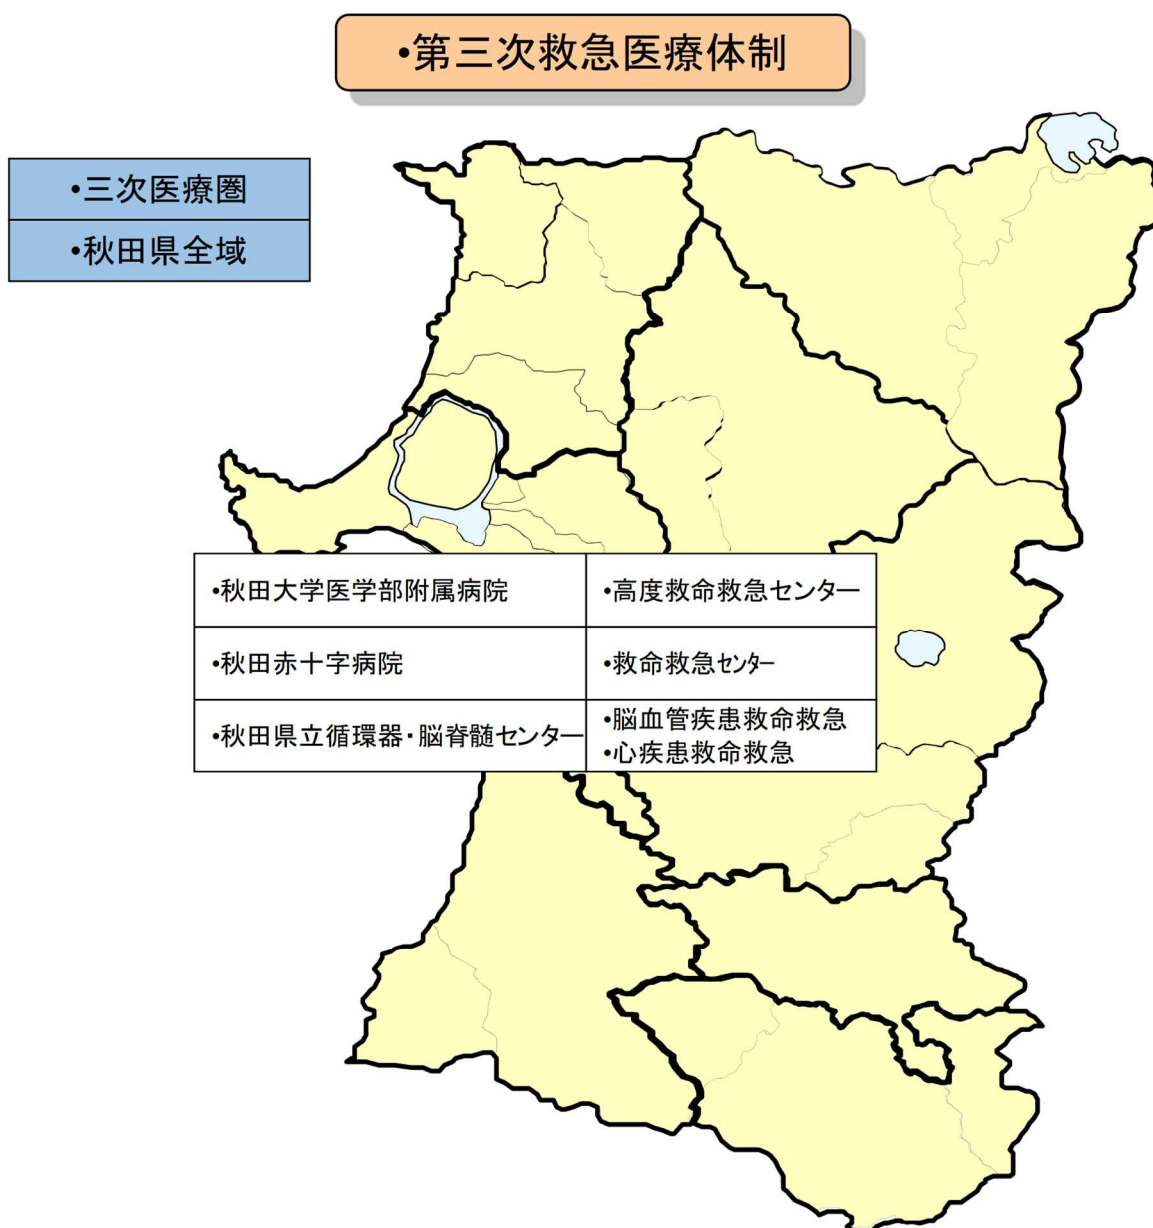 •第三次救急医療体制
•三次医療圏
•秋田県全域
•秋田大学医学部附属病院
•高度救命救急センター
•秋田赤十字病院
•救命救急センター
•秋田県立循環器・脳脊髄センター
•脳血管疾患救命救急
•心疾患救命救急